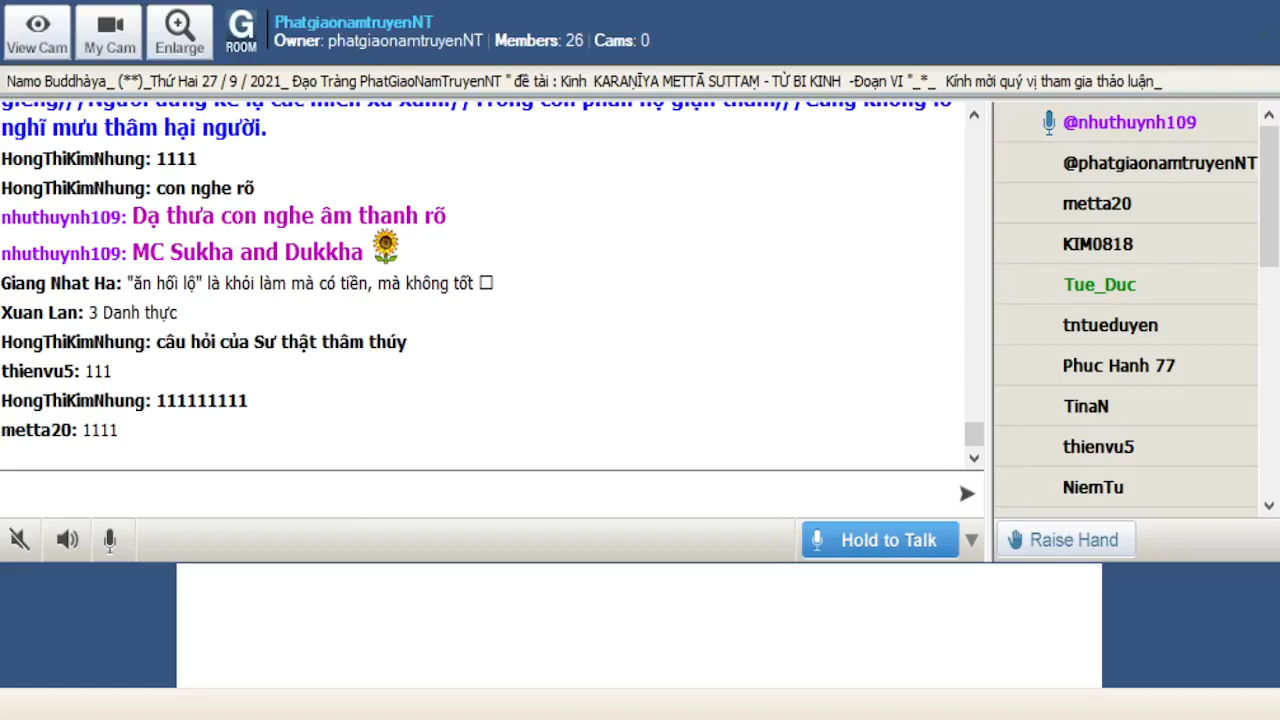 View Cam
My Cam
Enlarge
G
ROOM
PhatgiaonamtruyenNT
Owner: phatgiaonamtruyenNT | Members: 26 | Cams: 0
Namo Buddhàya_ (**)_Thứ Hai 27 / 9 / 2021_ Đạo Tràng PhatGiaoNamTruyenNT " đề tài : Kinh KARAṆĪYA METTĀ SUTTAṂ - TỪ BI KINH -Đoạn VI "_*_ Kính mời quý vị tham gia thảo luận_
nghĩ mưu thâm hại người.
HongThiKimNhung: 1111
HongThiKimNhung: con nghe rõ
nhuthuynh109: Dạ thưa con nghe âm thanh rõ
nhuthuynh109: MC Sukha and Dukkha
Giang Nhat Ha: "ăn hối lộ" là khỏi làm mà có tiền, mà không tốt
Xuan Lan: 3 Danh thực
HongThiKimNhung: câu hỏi của Sư thật thâm thúy
thienvu5: 111
HongThiKimNhung: 111111111
metta20: 1111
@nhuthuynh109
@phatgiaonamtruyenNT
metta20
KIM0818
Tue_Duc
tntueduyen
Phuc Hanh 77
TinaN
thienvu5
NiemTu
Hold to Talk
Raise Hand